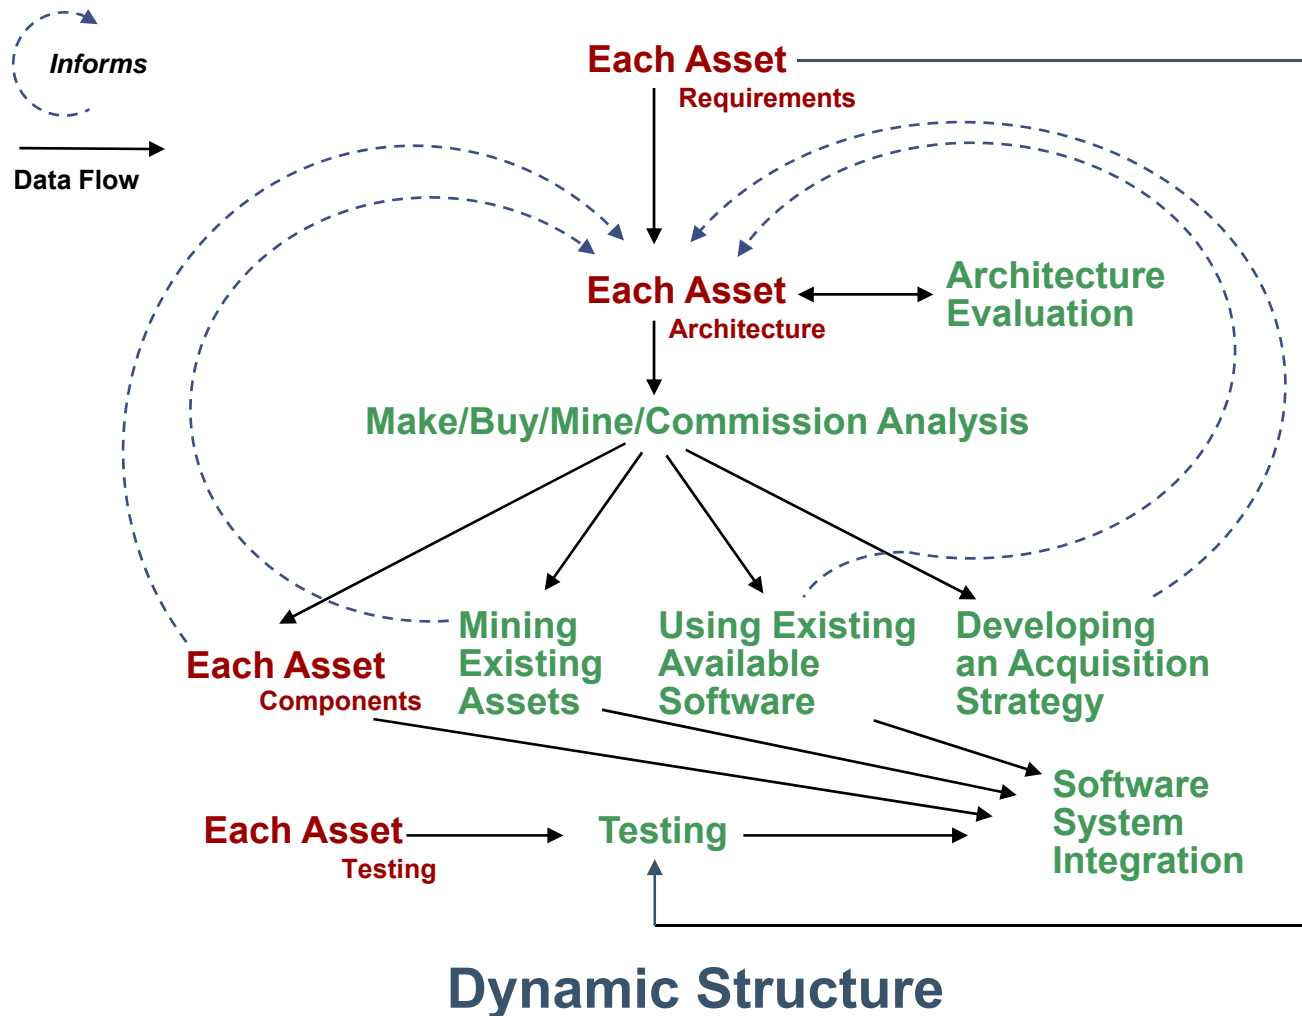 Informs
Data Flow
Each Asset
Requirements
Each Asset
Architecture
Architecture
Evaluation
Make/Buy/Mine/Commission Analysis
Each Asset
Components
Mining
Existing
Assets
Using Existing
Available
Software
Developing
an Acquisition
Strategy
Each Asset
Testing
Testing
Software
System
Integration
Dynamic Structure